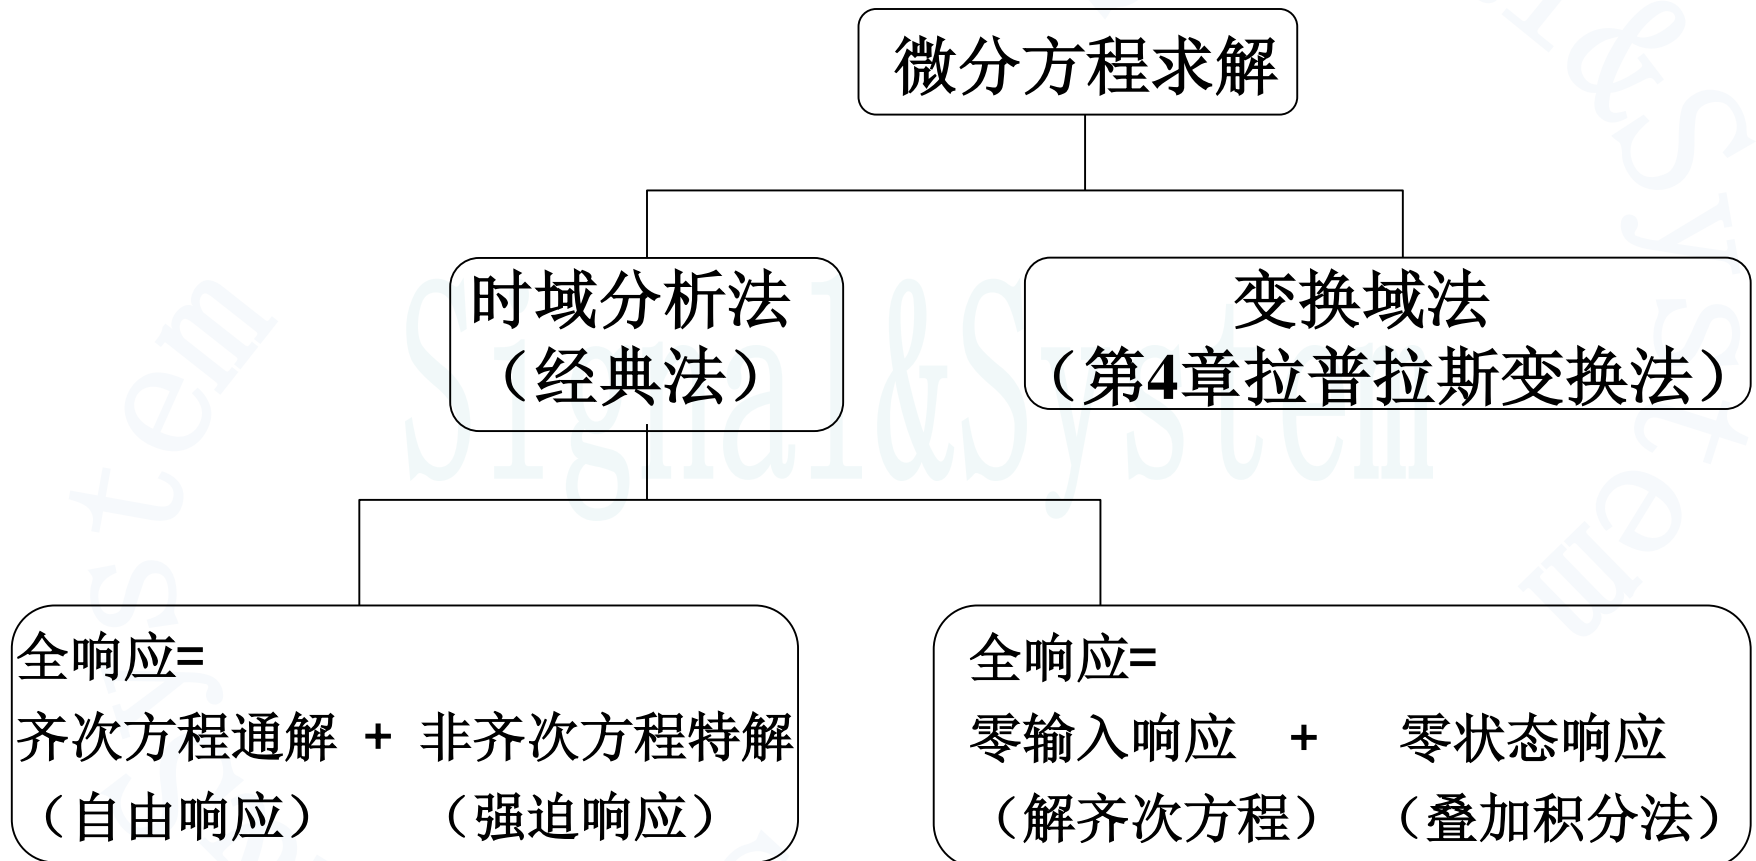 微分方程求解
时域分析法
（经典法）
变换域法
（第4章拉普拉斯变换法）
全响应=
齐次方程通解 + 非齐次方程特解
（自由响应） （强迫响应）
全响应=
零输入响应 + 零状态响应
（解齐次方程） （叠加积分法）
Signal&System